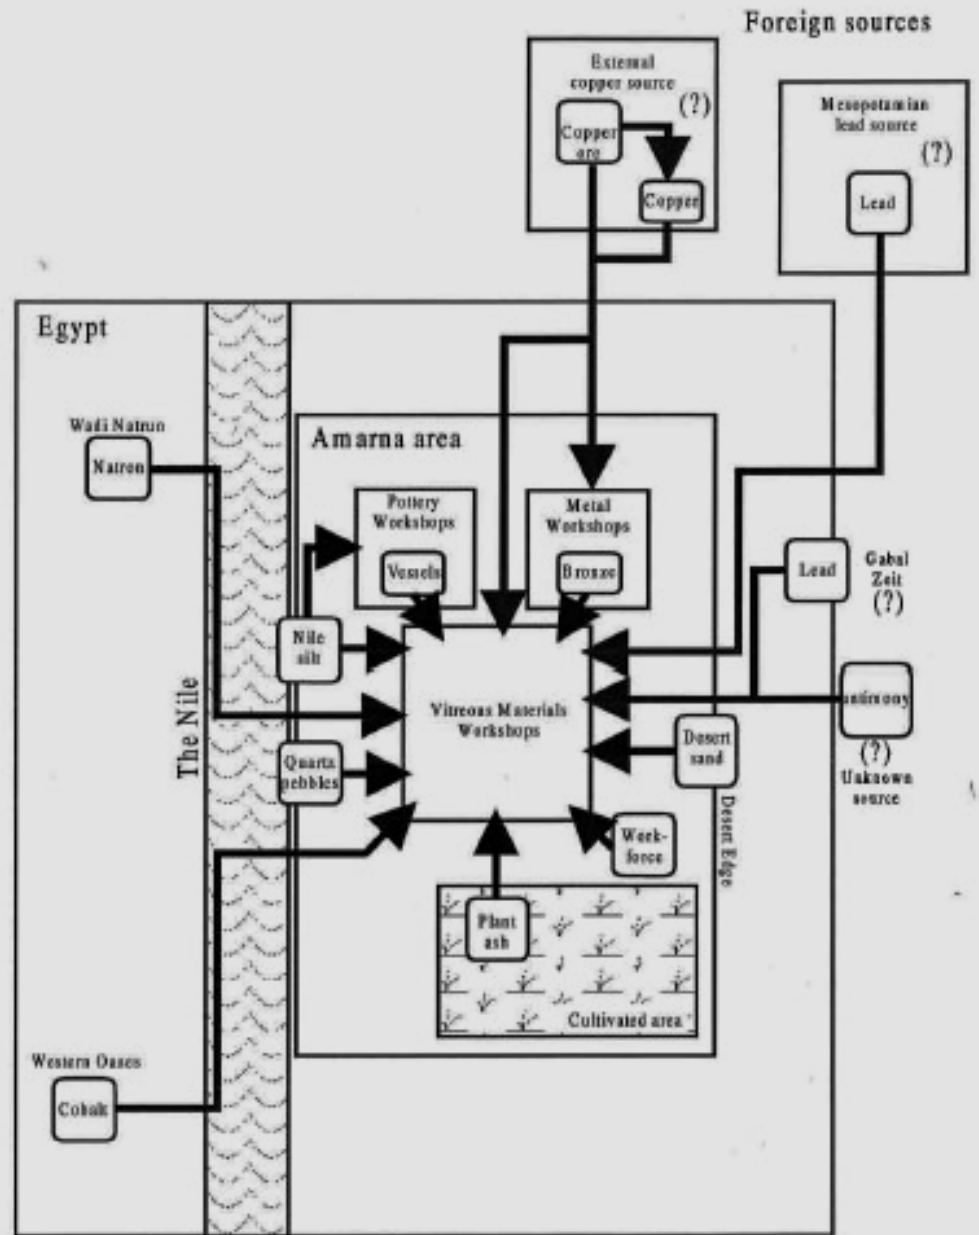 Foreign sources
External
copper source
(?)
Copper
ore
Copper
Mesopotamian
lead source
(?)
Lead
Egypt
Wadi Natrun
Natron
Amarna area
Pottery
Workshops
Vessels
Metal
Workshops
Bronze
Lead
Gabal
Zeit
(?)
Nile
silt
The Nile
Vitreous Materials
Workshops
antimony
(?)
Unknown
source
Desert
sand
Desert Edge
Quartz
pebbles
Work-
force
Plant
ash
Cultivated area
Western Oases
Cobalt